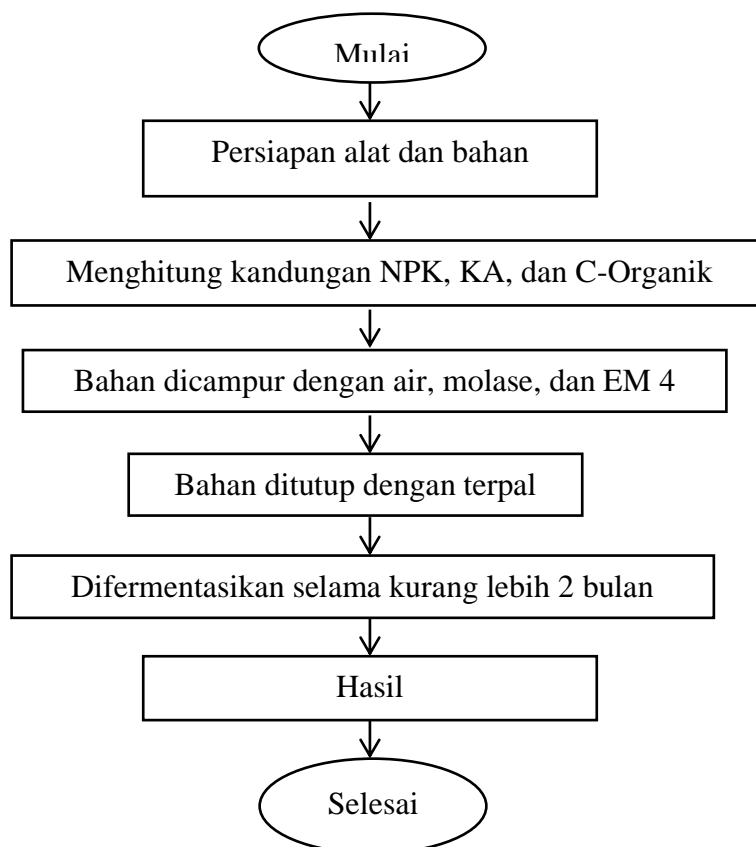 Mulai
Persiapan alat dan bahan
Menghitung kandungan NPK, KA, dan C-Organik
Bahan dicampur dengan air, molase, dan EM 4
Bahan ditutup dengan terpal
Difermentasikan selama kurang lebih 2 bulan
Hasil
Selesai